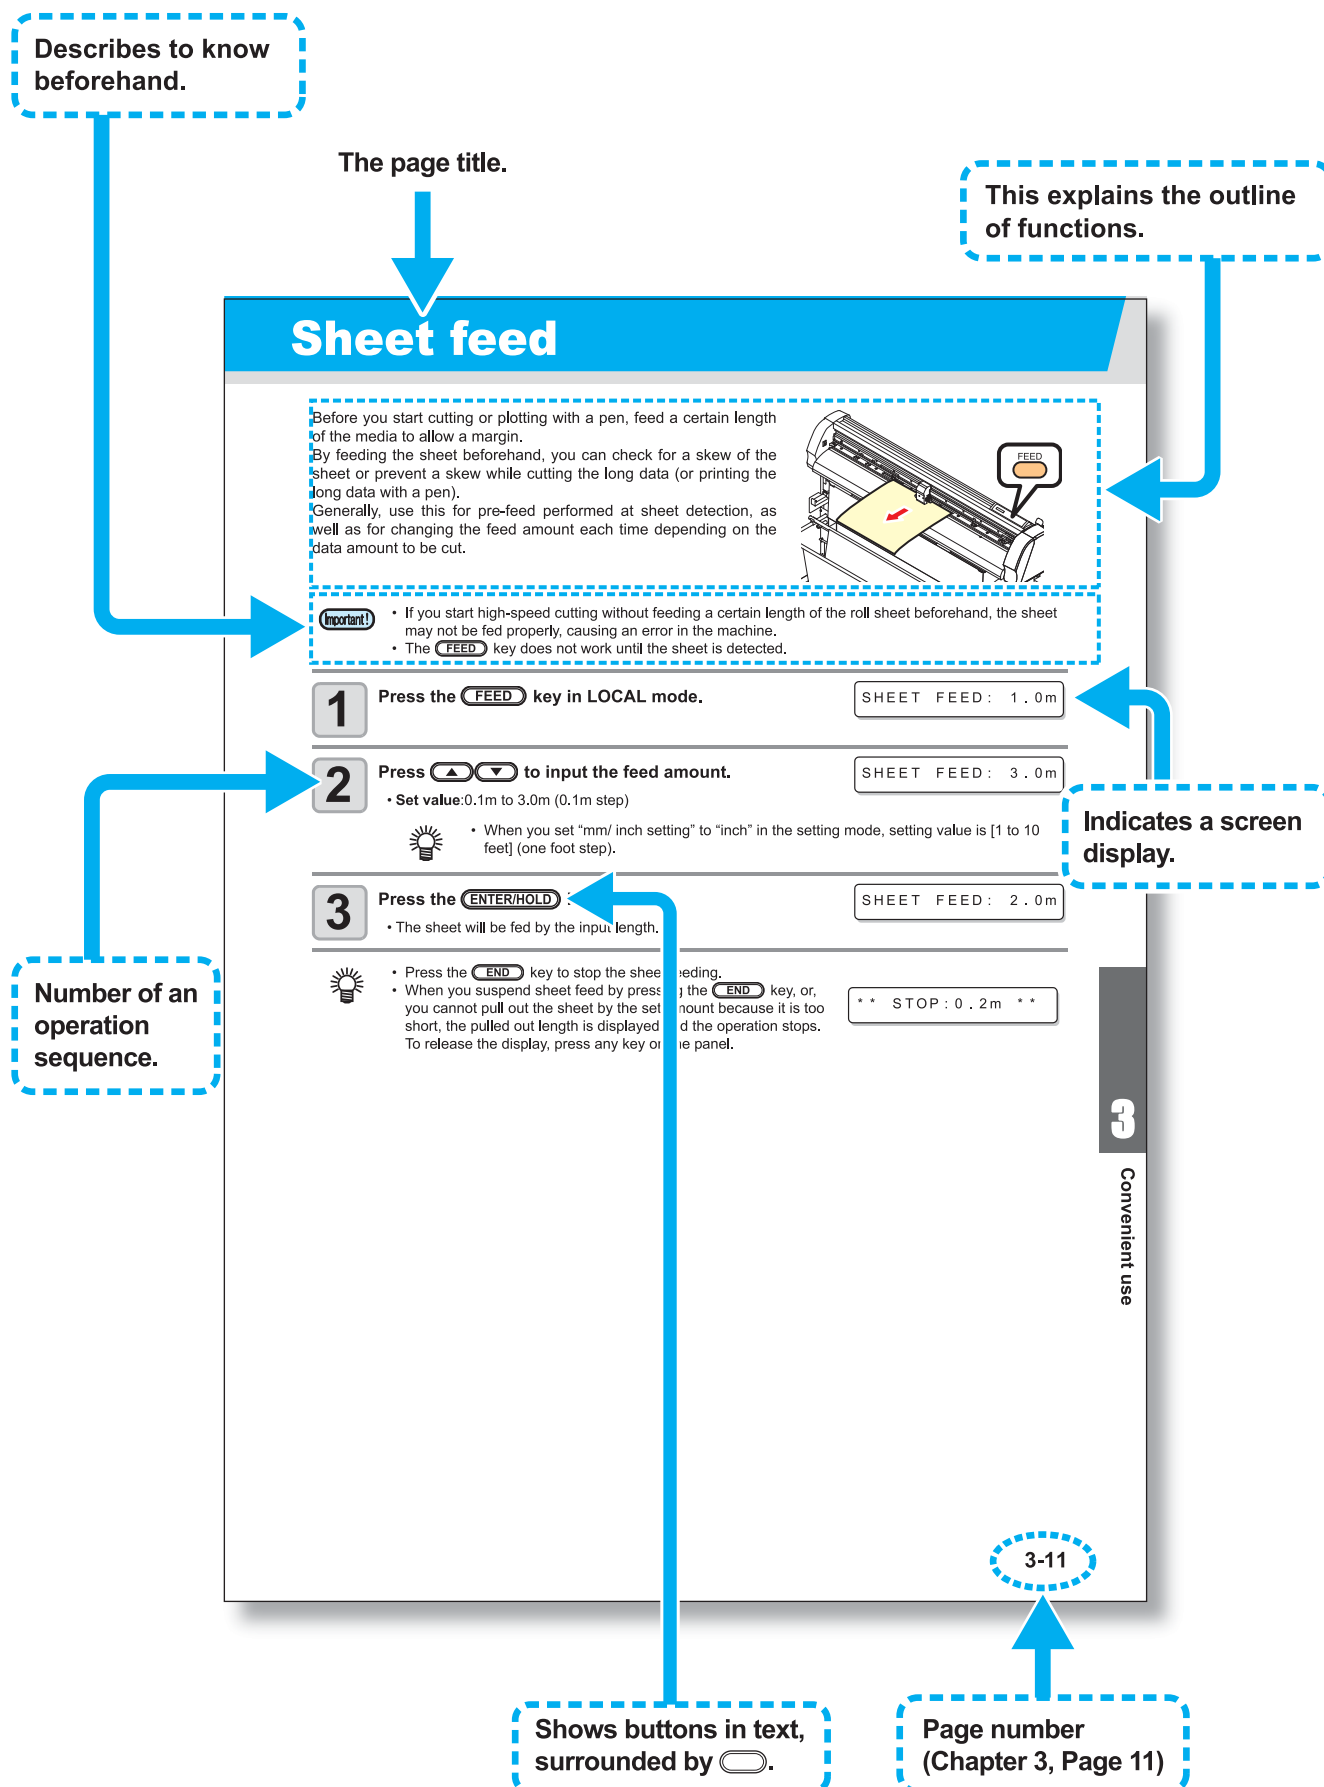 Describes to know
beforehand.
The page title.
This explains the outline
of functions.
Sheet feed
Before you start cutting or plotting with a pen, feed a certain length
of the media to allow a margin.
By feeding the sheet beforehand, you can check for a skew of the
sheet or prevent a skew while cutting the long data (or printing the
long data with a pen).
Generally, use this for pre-feed performed at sheet detection, as
well as for changing the feed amount each time depending on the
data amount to be cut.
FEED
Important!
• If you start high-speed cutting without feeding a certain length of the roll sheet beforehand, the sheet
may not be fed properly, causing an error in the machine.
• The FEED key does not work until the sheet is detected.
1 Press the FEED key in LOCAL mode.
SHEET FEED: 1.0m
2 Press ▲ ▼ to input the feed amount.
SHEET FEED: 3.0m
• Set value:0.1m to 3.0m (0.1m step)
• When you set “mm/ inch setting” to “inch” in the setting mode, setting value is [1 to 10
feet] (one foot step).
Indicates a screen
display.
3 Press the ENTER/HOLD
SHEET FEED: 2.0m
• The sheet will be fed by the input length.
Number of an
operation
sequence.
• Press the END key to stop the sheet eeding.
• When you suspend sheet feed by press g the END key, or,
you cannot pull out the sheet by the set mount because it is too
short, the pulled out length is displayed d the operation stops.
To release the display, press any key on e panel.
** STOP:0.2m **
3
Convenient use
3-11
Shows buttons in text,
surrounded by .
Page number
(Chapter 3, Page 11)